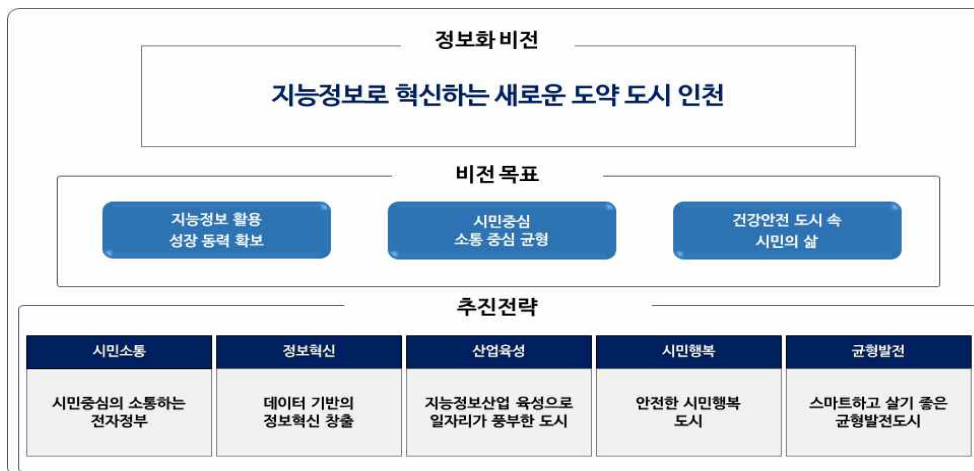 정보화 비전
지능정보로 혁신하는 새로운 도약 도시 인천
비전 목표
지능정보 활용
성장 동력 확보
시민중심
소통 중심 균형
건강안전 도시 속
시민의 삶
추진전략
시민소통
시민중심의 소통하는
전자정부
정보혁신
데이터 기반의
정보혁신 창출
산업육성
지능정보산업 육성으로
일자리가 풍부한 도시
시민행복
안전한 시민행복
도시
균형발전
스마트하고 살기 좋은
균형발전도시